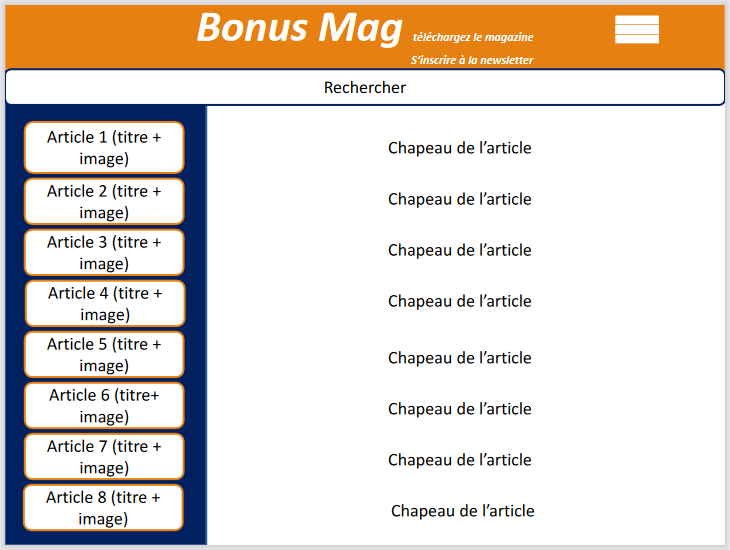 Bonus Mag téléchargez le magazine
S’inscrire à la newsletter
Rechercher
Article 1 (titre +
image)
Chapeau de l’article
Article 2 (titre +
image)
Chapeau de l’article
Article 3 (titre +
image)
Chapeau de l’article
Article 4 (titre +
image)
Chapeau de l’article
Article 5 (titre +
image)
Chapeau de l’article
Article 6 (titre+
image)
Chapeau de l’article
Article 7 (titre +
image)
Chapeau de l’article
Article 8 (titre +
image)
Chapeau de l’article